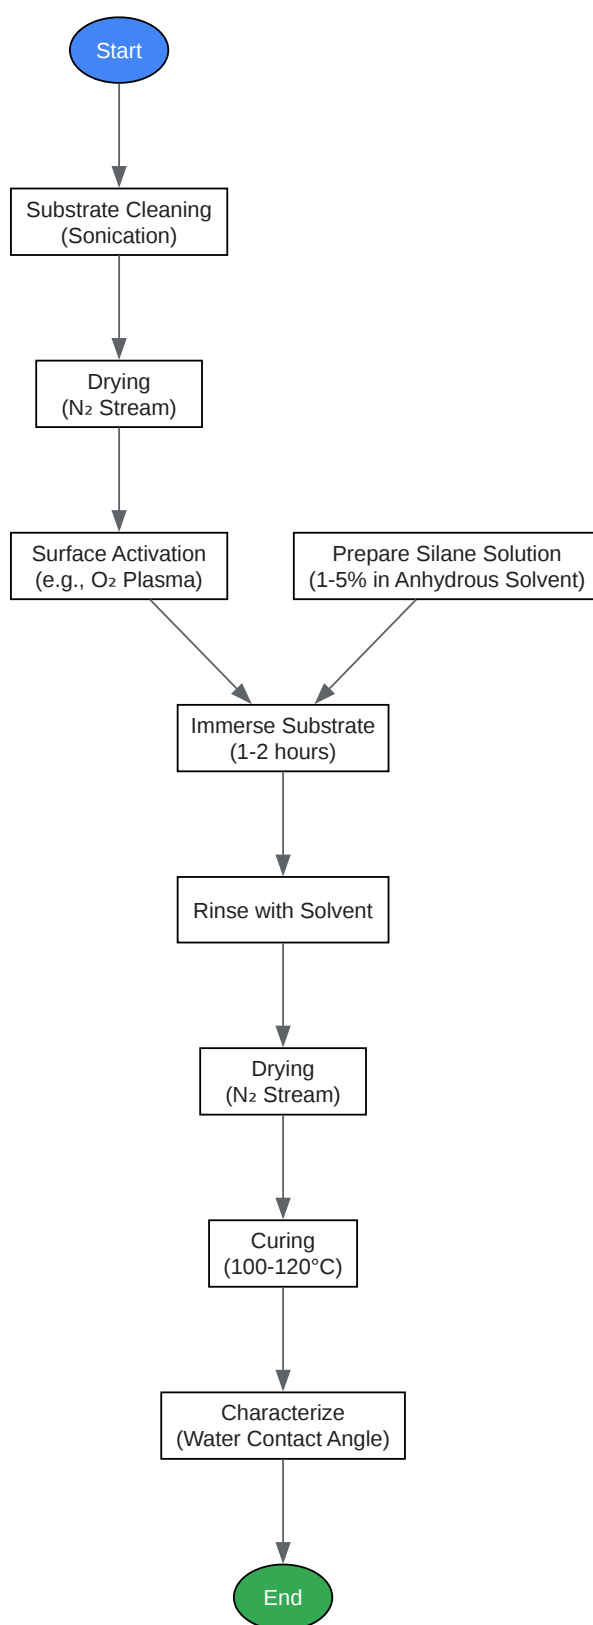 Start
Substrate Cleaning
(Sonication)
Drying
(N₂ Stream)
Surface Activation
(e.g., O₂ Plasma)
Prepare Silane Solution
(1-5% in Anhydrous Solvent)
Immerse Substrate
(1-2 hours)
Rinse with Solvent
Drying
(N₂ Stream)
Curing
(100-120°C)
Characterize
(Water Contact Angle)
End